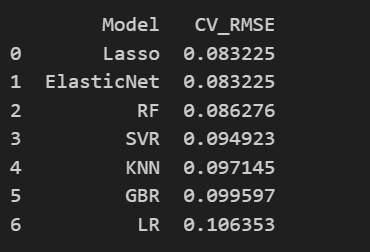 Model CV_RMSE
0 Lasso 0.083225
1 ElasticNet 0.083225
2 RF 0.086276
3 SVR 0.094923
4 KNN 0.097145
5 GBR 0.099597
6 LR 0.106353